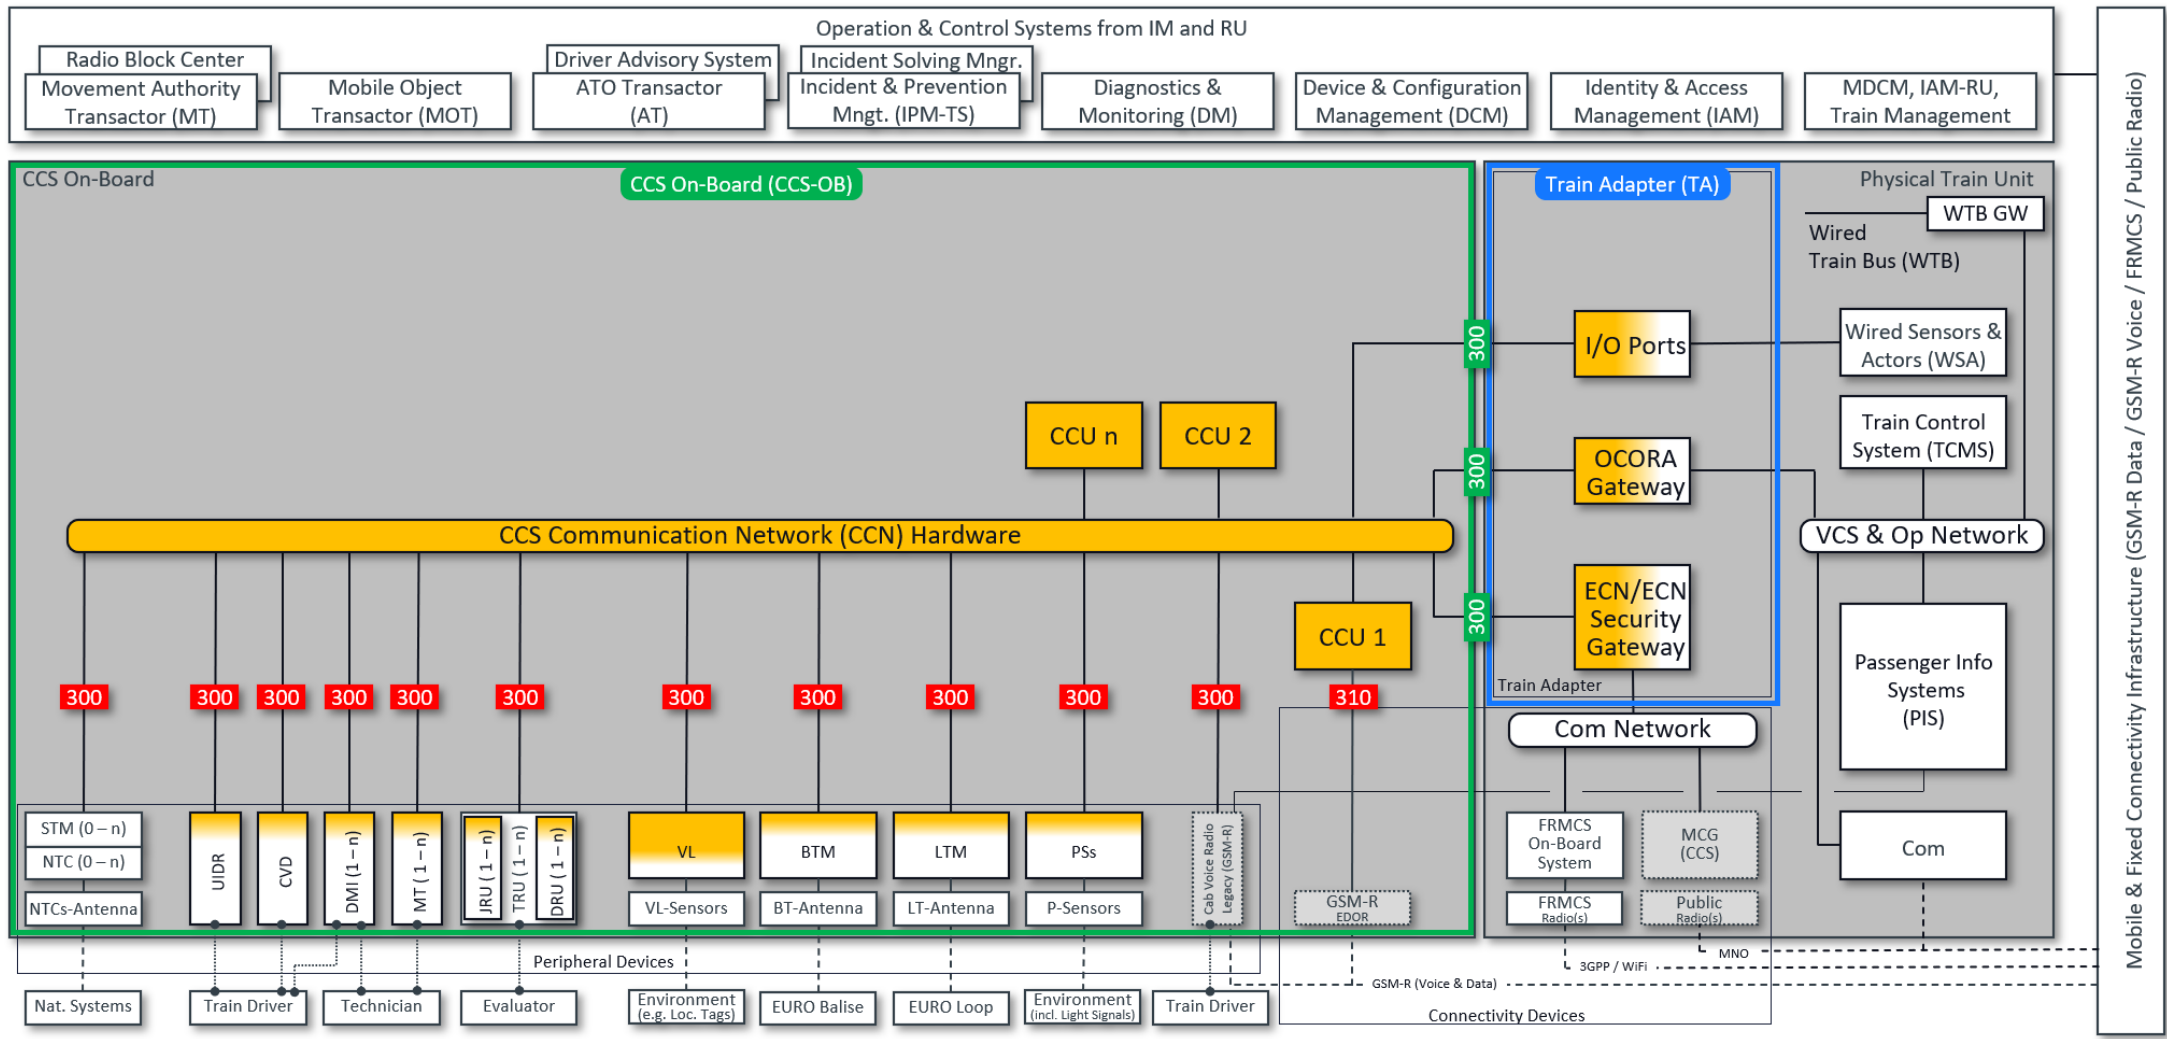 Operation & Control Systems from IM and RU
Radio Block Center
Movement Authority
Transactor (MT)
Mobile Object
Transactor (MOT)
Driver Advisory System
ATO Transactor
(AT)
Incident Solving Mngr.
Incident & Prevention
Mngt. (IPM-TS)
Diagnostics &
Monitoring (DM)
Device & Configuration
Management (DCM)
Identity & Access
Management (IAM)
MDCM, IAM-RU,
Train Management
Mobile & Fixed Connectivity Infrastructure (GSM-R Data / GSM-R Voice / FRMCS / Public Radio)
CCS On-Board
CCS On-Board (CCS-OB)
Train Adapter (TA)
Physical Train Unit
WTB GW
Wired
Train Bus (WTB)
300
I/O Ports
Wired Sensors &
Actors (WSA)
CCU n
CCU 2
300
OCORA
Gateway
Train Control
System (TCMS)
CCS Communication Network (CCN) Hardware
VCS & Op Network
CCU 1
300
ECN/ECN
Security
Gateway
Train Adapter
Passenger Info
Systems
(PIS)
300
300
300
300
300
300
300
300
300
300
300
310
Com Network
STM (0 – n)
NTC (0 – n)
NTCs-Antenna
UIDR
CVD
DMI (1 – n)
MT ( 1 – n)
JRU ( 1 – n)
TRU ( 1 – n)
DRU ( 1 – n)
VL
VL-Sensors
BTM
BT-Antenna
LTM
LT-Antenna
PSs
P-Sensors
Cab Voice Radio
Legacy (GSM-R)
GSM-R
EDOR
FRMCS
On-Board
System
FRMCS
Radio(s)
MCG
(CCS)
Public
Radio(s)
Com
Peripheral Devices
MNO
3GPP / WiFi
GSM-R (Voice & Data)
Connectivity Devices
Nat. Systems
Train Driver
Technician
Evaluator
Environment
(e.g. Loc. Tags)
EURO Balise
EURO Loop
Environment
(incl. Light Signals)
Train Driver